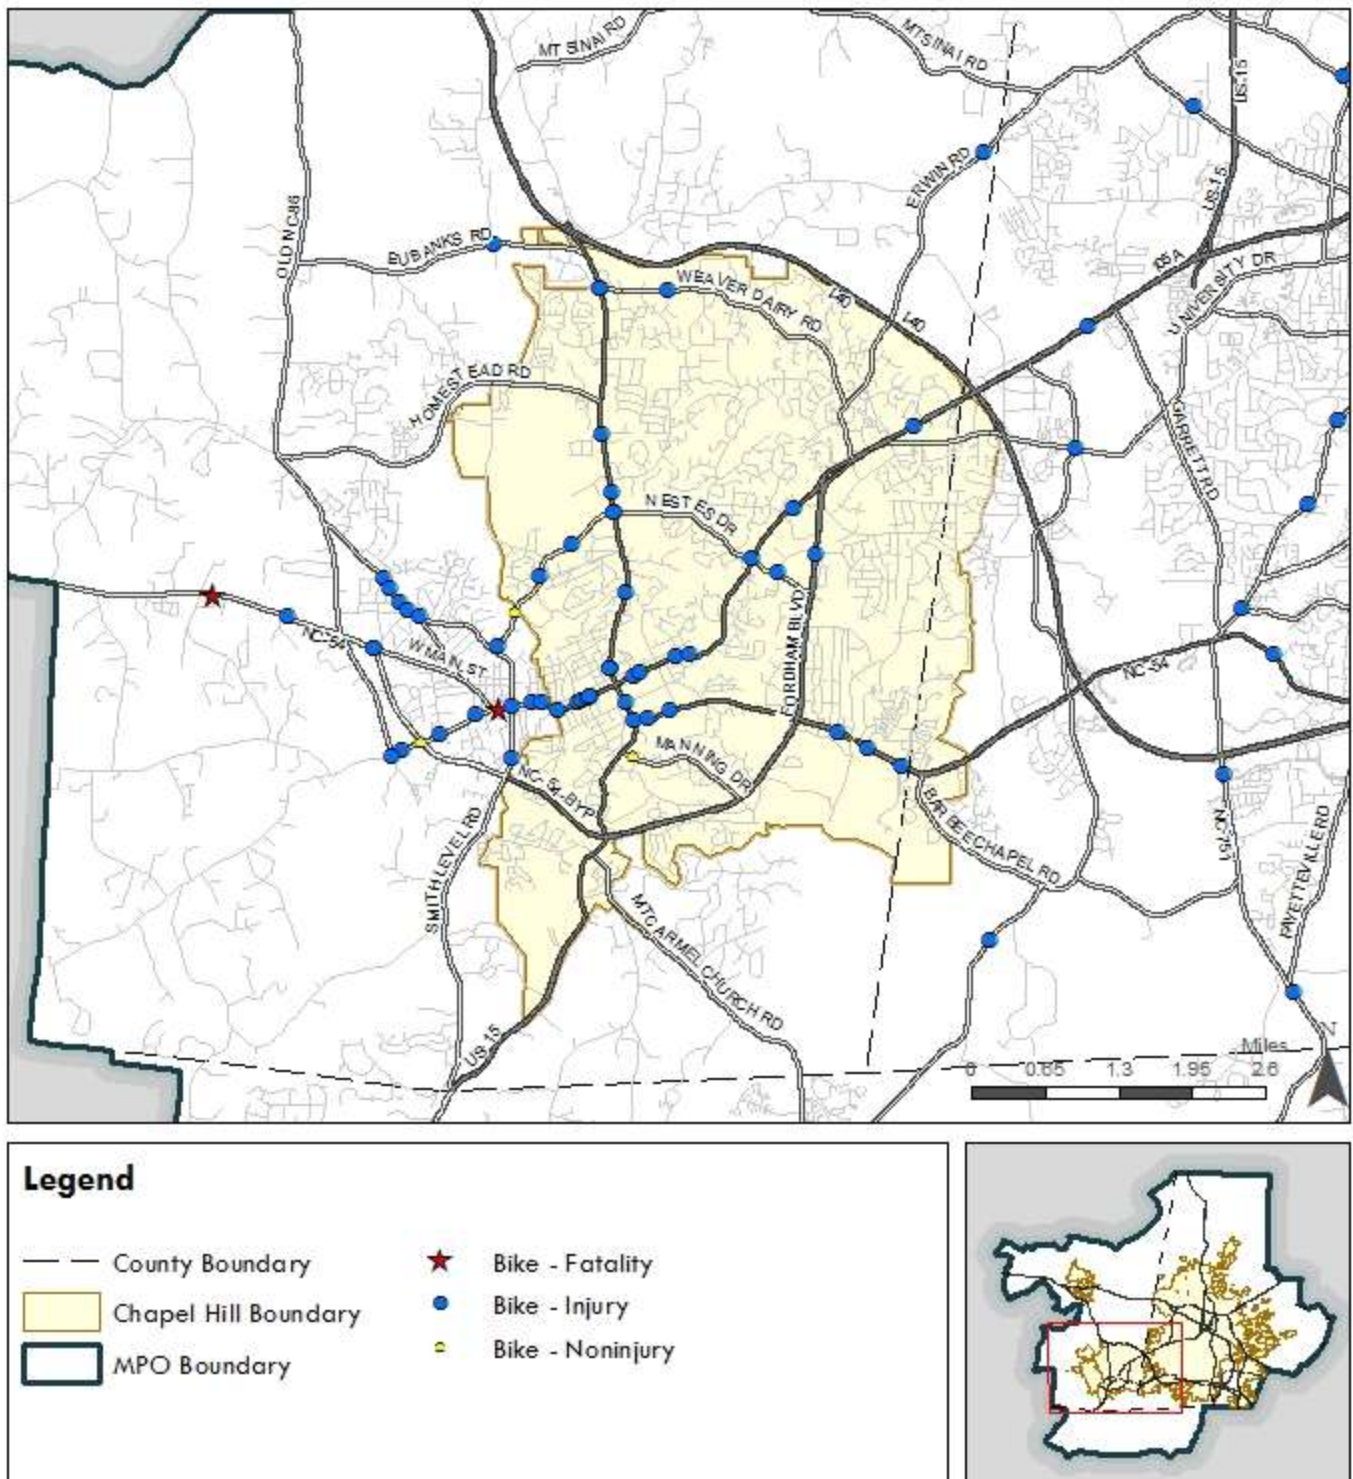 MT SINAI RD
MT SINAI RD
US-15
ERWIN RD
US-15
OLD NC 86
EUBANKS RD
UNIVERSITY DR
WEAVER DAIRY RD
I-40
I-40
HOMESTEAD RD
GARRETT RD
N ESTES DR
FORDHAM BLVD
NC-54
W MAIN ST
NC-54
MANNING DR
NC-54 BYP
BARBEE CHAPEL RD
SMITH LEVEL RD
NC-751
FAYETTEVILLE RD
MT CARMEL CHURCH RD
US 15
N
Miles
0 0.65 1.3 1.95 2.6
Legend
County Boundary
Bike - Fatality
Chapel Hill Boundary
Bike - Injury
MPO Boundary
Bike - Noninjury